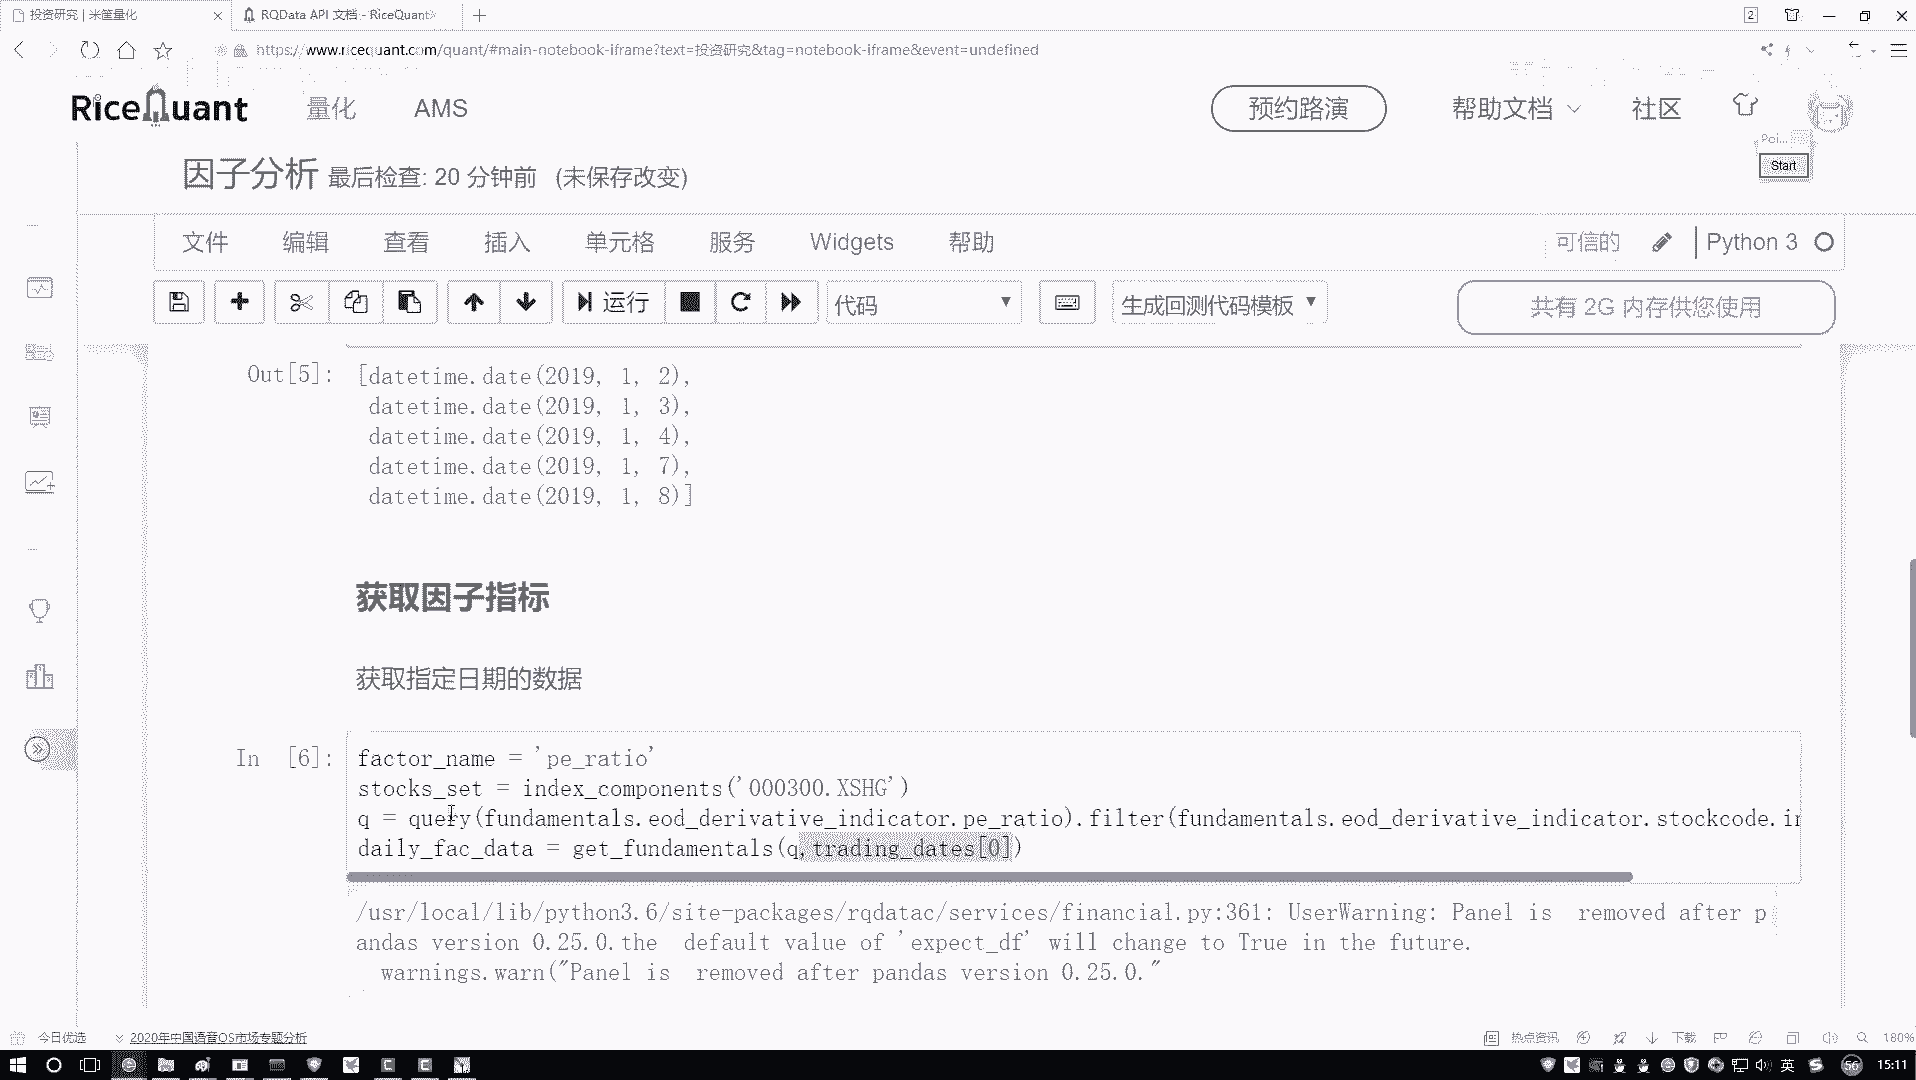 投资研究 | 米筐量化
RQData API 文档 - RiceQuant
2
https://www.ricequant.com/quant/#main-notebook-iframe?text=投资研究&tag=notebook-iframe&event=undefined
RiceQuant 量化 AMS 预约路演 帮助文档 社区
Poi...
Start
因子分析 最后检查: 20 分钟前 (未保存改变)
文件 编辑 查看 插入 单元格 服务 Widgets 帮助 可信的 Python 3
运行 代码 生成回测代码模板 共有 2G 内存供您使用
Out[5]: [datetime.date(2019, 1, 2),
datetime.date(2019, 1, 3),
datetime.date(2019, 1, 4),
datetime.date(2019, 1, 7),
datetime.date(2019, 1, 8)]
获取因子指标
获取指定日期的数据
In [6]: factor_name = 'pe_ratio'
stocks_set = index_components('000300.XSHG')
q = query(fundamentals.eod_derivative_indicator.pe_ratio).filter(fundamentals.eod_derivative_indicator.stockcode.in
daily_fac_data = get_fundamentals(q,trading_dates[0])
/usr/local/lib/python3.6/site-packages/rqdatac/services/financial.py:361: UserWarning: Panel is removed after p
andas version 0.25.0.the default value of 'expect_df' will change to True in the future.
warnings.warn("Panel is removed after pandas version 0.25.0."
今日优选 2020年中国语音OS市场专题分析 热点资讯 下载 180%
英 56 15:11